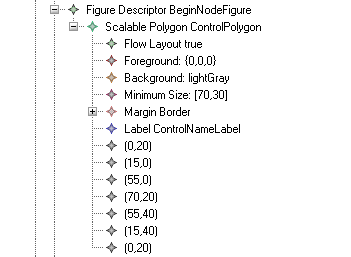 Figure Descriptor BeginNodeFigure
Scalable Polygon ControlPolygon
Flow Layout true
Foreground: {0,0,0}
Background: lightGray
Minimum Size: [70,30]
Margin Border
Label ControlNameLabel
(0,20)
(15,0)
(55,0)
(70,20)
(55,40)
(15,40)
(0,20)